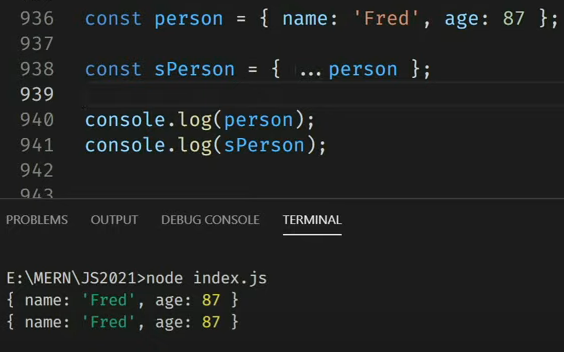 936 const person = { name: 'Fred', age: 87 };
937
938 const sPerson = { ...person };
939
940 console.log(person);
941 console.log(sPerson);
942
943
PROBLEMS OUTPUT DEBUG CONSOLE TERMINAL
E:\MERN\JS2021>node index.js
{ name: 'Fred', age: 87 }
{ name: 'Fred', age: 87 }